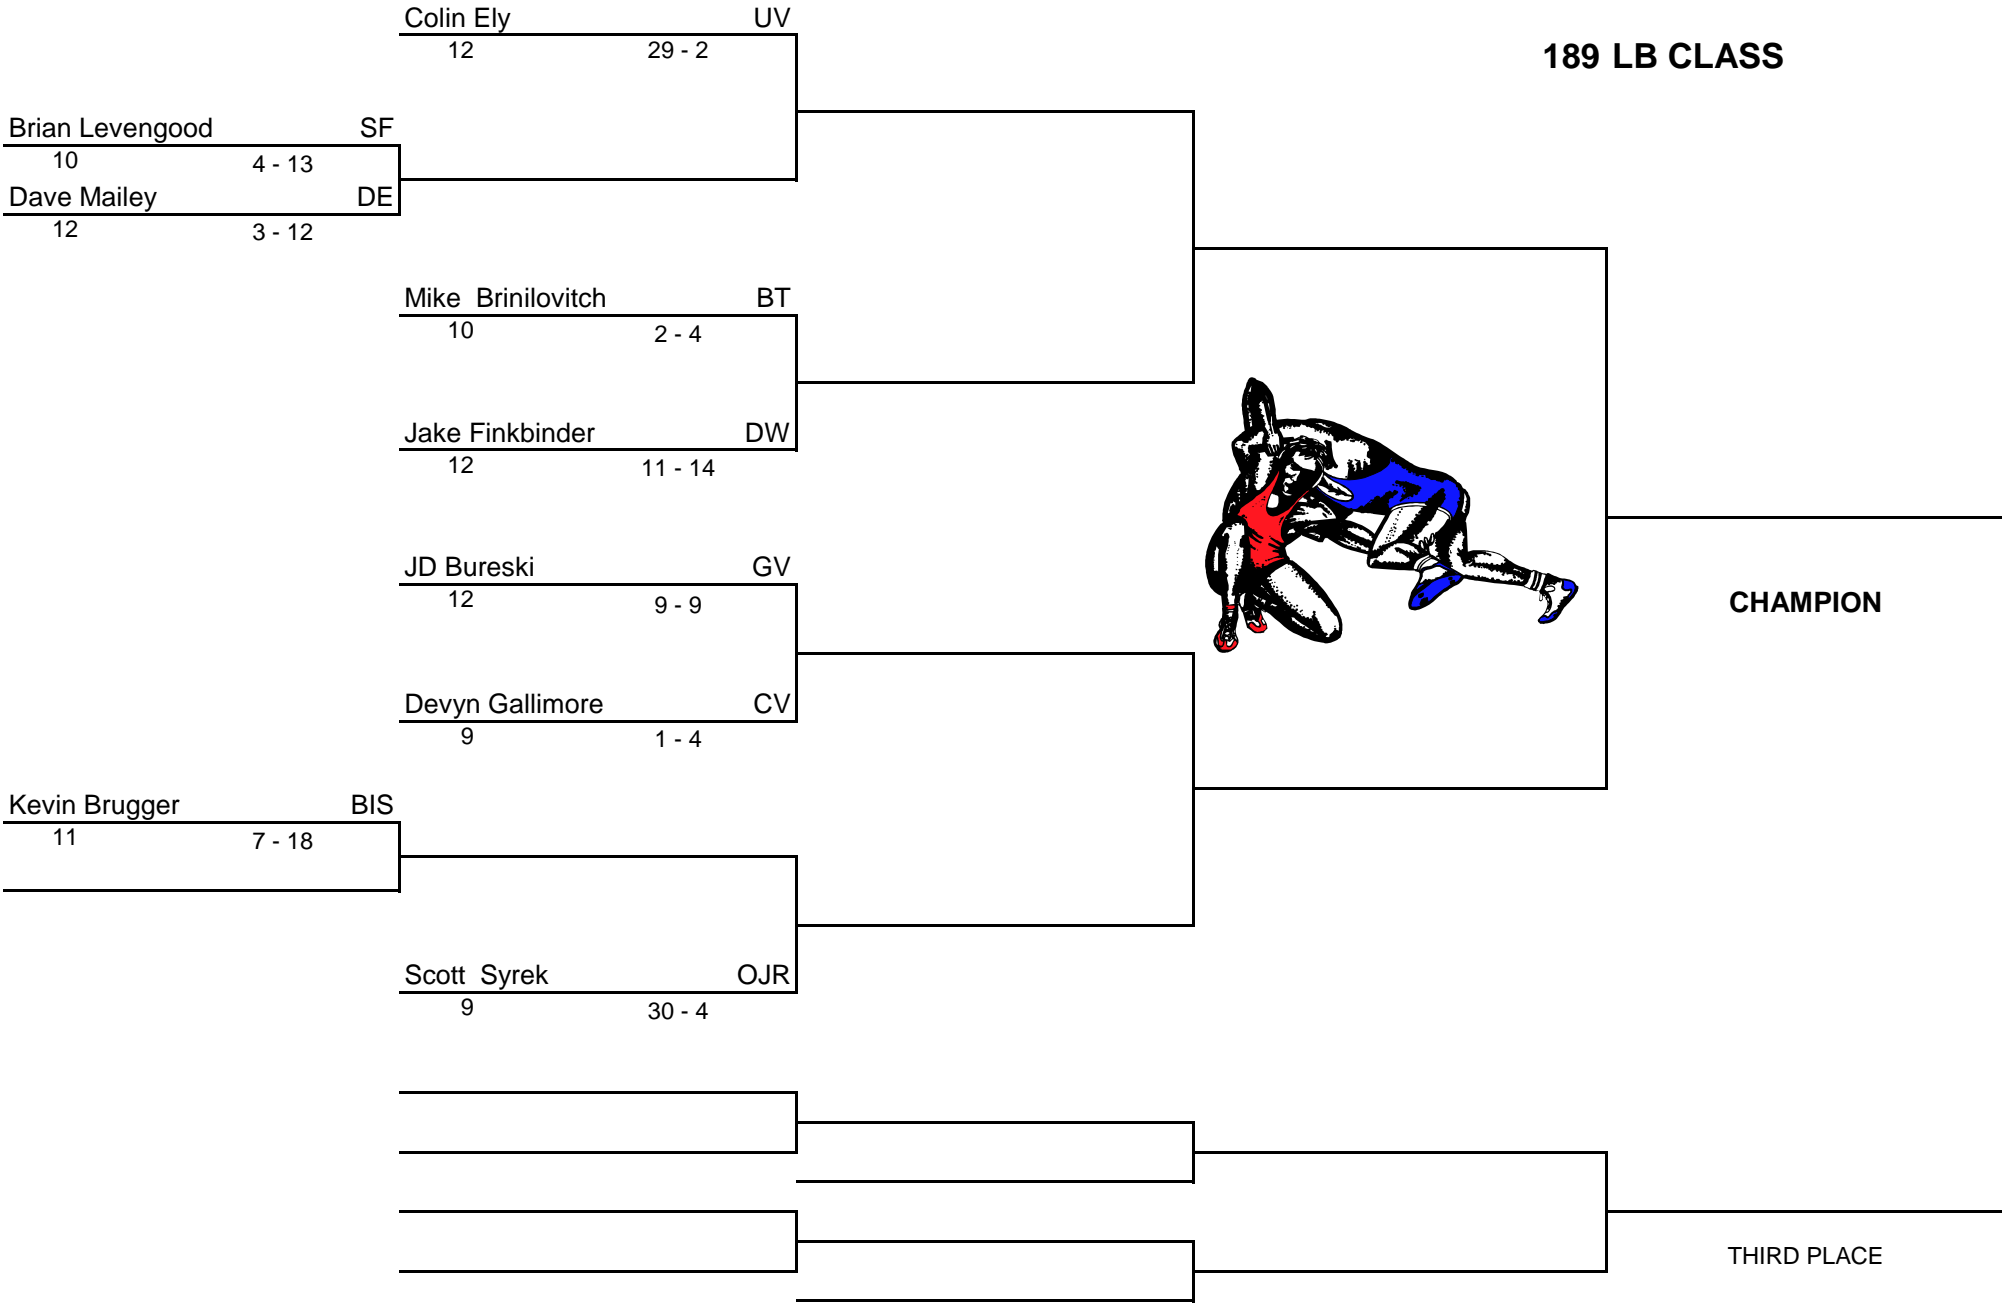 Colin Ely UV
12 29 - 2
189 LB CLASS
Brian Levengood SF
10 4 - 13
Dave Mailey DE
12 3 - 12
Mike  Brinilovitch BT
10 2 - 4
Jake Finkbinder DW
12 11 - 14
JD Bureski GV
12 9 - 9
CHAMPION
Devyn Gallimore CV
9 1 - 4
Kevin Brugger BIS
11 7 - 18
Scott  Syrek OJR
9 30 - 4
THIRD PLACE